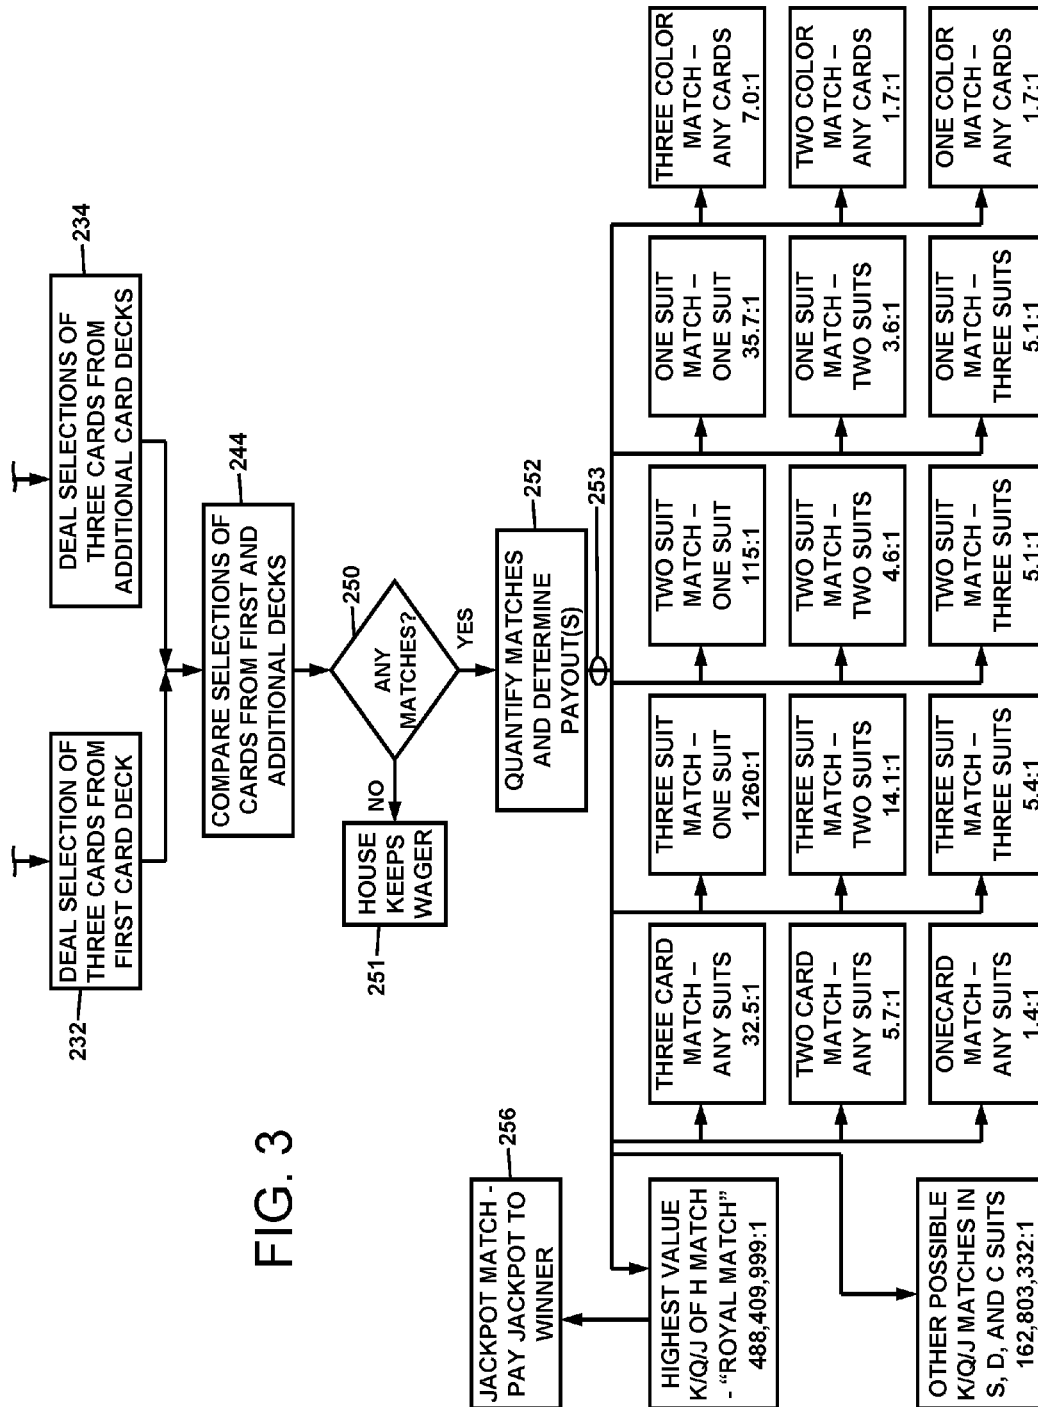 FIG. 3
232
DEAL SELECTION OF
THREE CARDS FROM
FIRST CARD DECK
234
DEAL SELECTIONS OF
THREE CARDS FROM
ADDITIONAL CARD DECKS
244
COMPARE SELECTIONS OF
CARDS FROM FIRST AND
ADDITIONAL DECKS
250
ANY
MATCHES?
NO
YES
251
HOUSE
KEEPS
WAGER
252
QUANTIFY MATCHES
AND DETERMINE
PAYOUT(S)
253
256
JACKPOT MATCH -
PAY JACKPOT TO
WINNER
HIGHEST VALUE
K/Q/J OF H MATCH
- “ROYAL MATCH”
488,409,999:1
OTHER POSSIBLE
K/Q/J MATCHES IN
S, D, AND C SUITS
162,803,332:1
THREE CARD
MATCH –
ANY SUITS
32.5:1
TWO CARD
MATCH –
ANY SUITS
5.7:1
ONECARD
MATCH –
ANY SUITS
1.4:1
THREE SUIT
MATCH –
ONE SUIT
1260:1
THREE SUIT
MATCH –
TWO SUITS
14.1:1
THREE SUIT
MATCH –
THREE SUITS
5.4:1
TWO SUIT
MATCH –
ONE SUIT
115:1
TWO SUIT
MATCH –
TWO SUITS
4.6:1
TWO SUIT
MATCH –
THREE SUITS
5.1:1
ONE SUIT
MATCH –
ONE SUIT
35.7:1
ONE SUIT
MATCH –
TWO SUITS
3.6:1
ONE SUIT
MATCH –
THREE SUITS
5.1:1
THREE COLOR
MATCH –
ANY CARDS
7.0:1
TWO COLOR
MATCH –
ANY CARDS
1.7:1
ONE COLOR
MATCH –
ANY CARDS
1.7:1